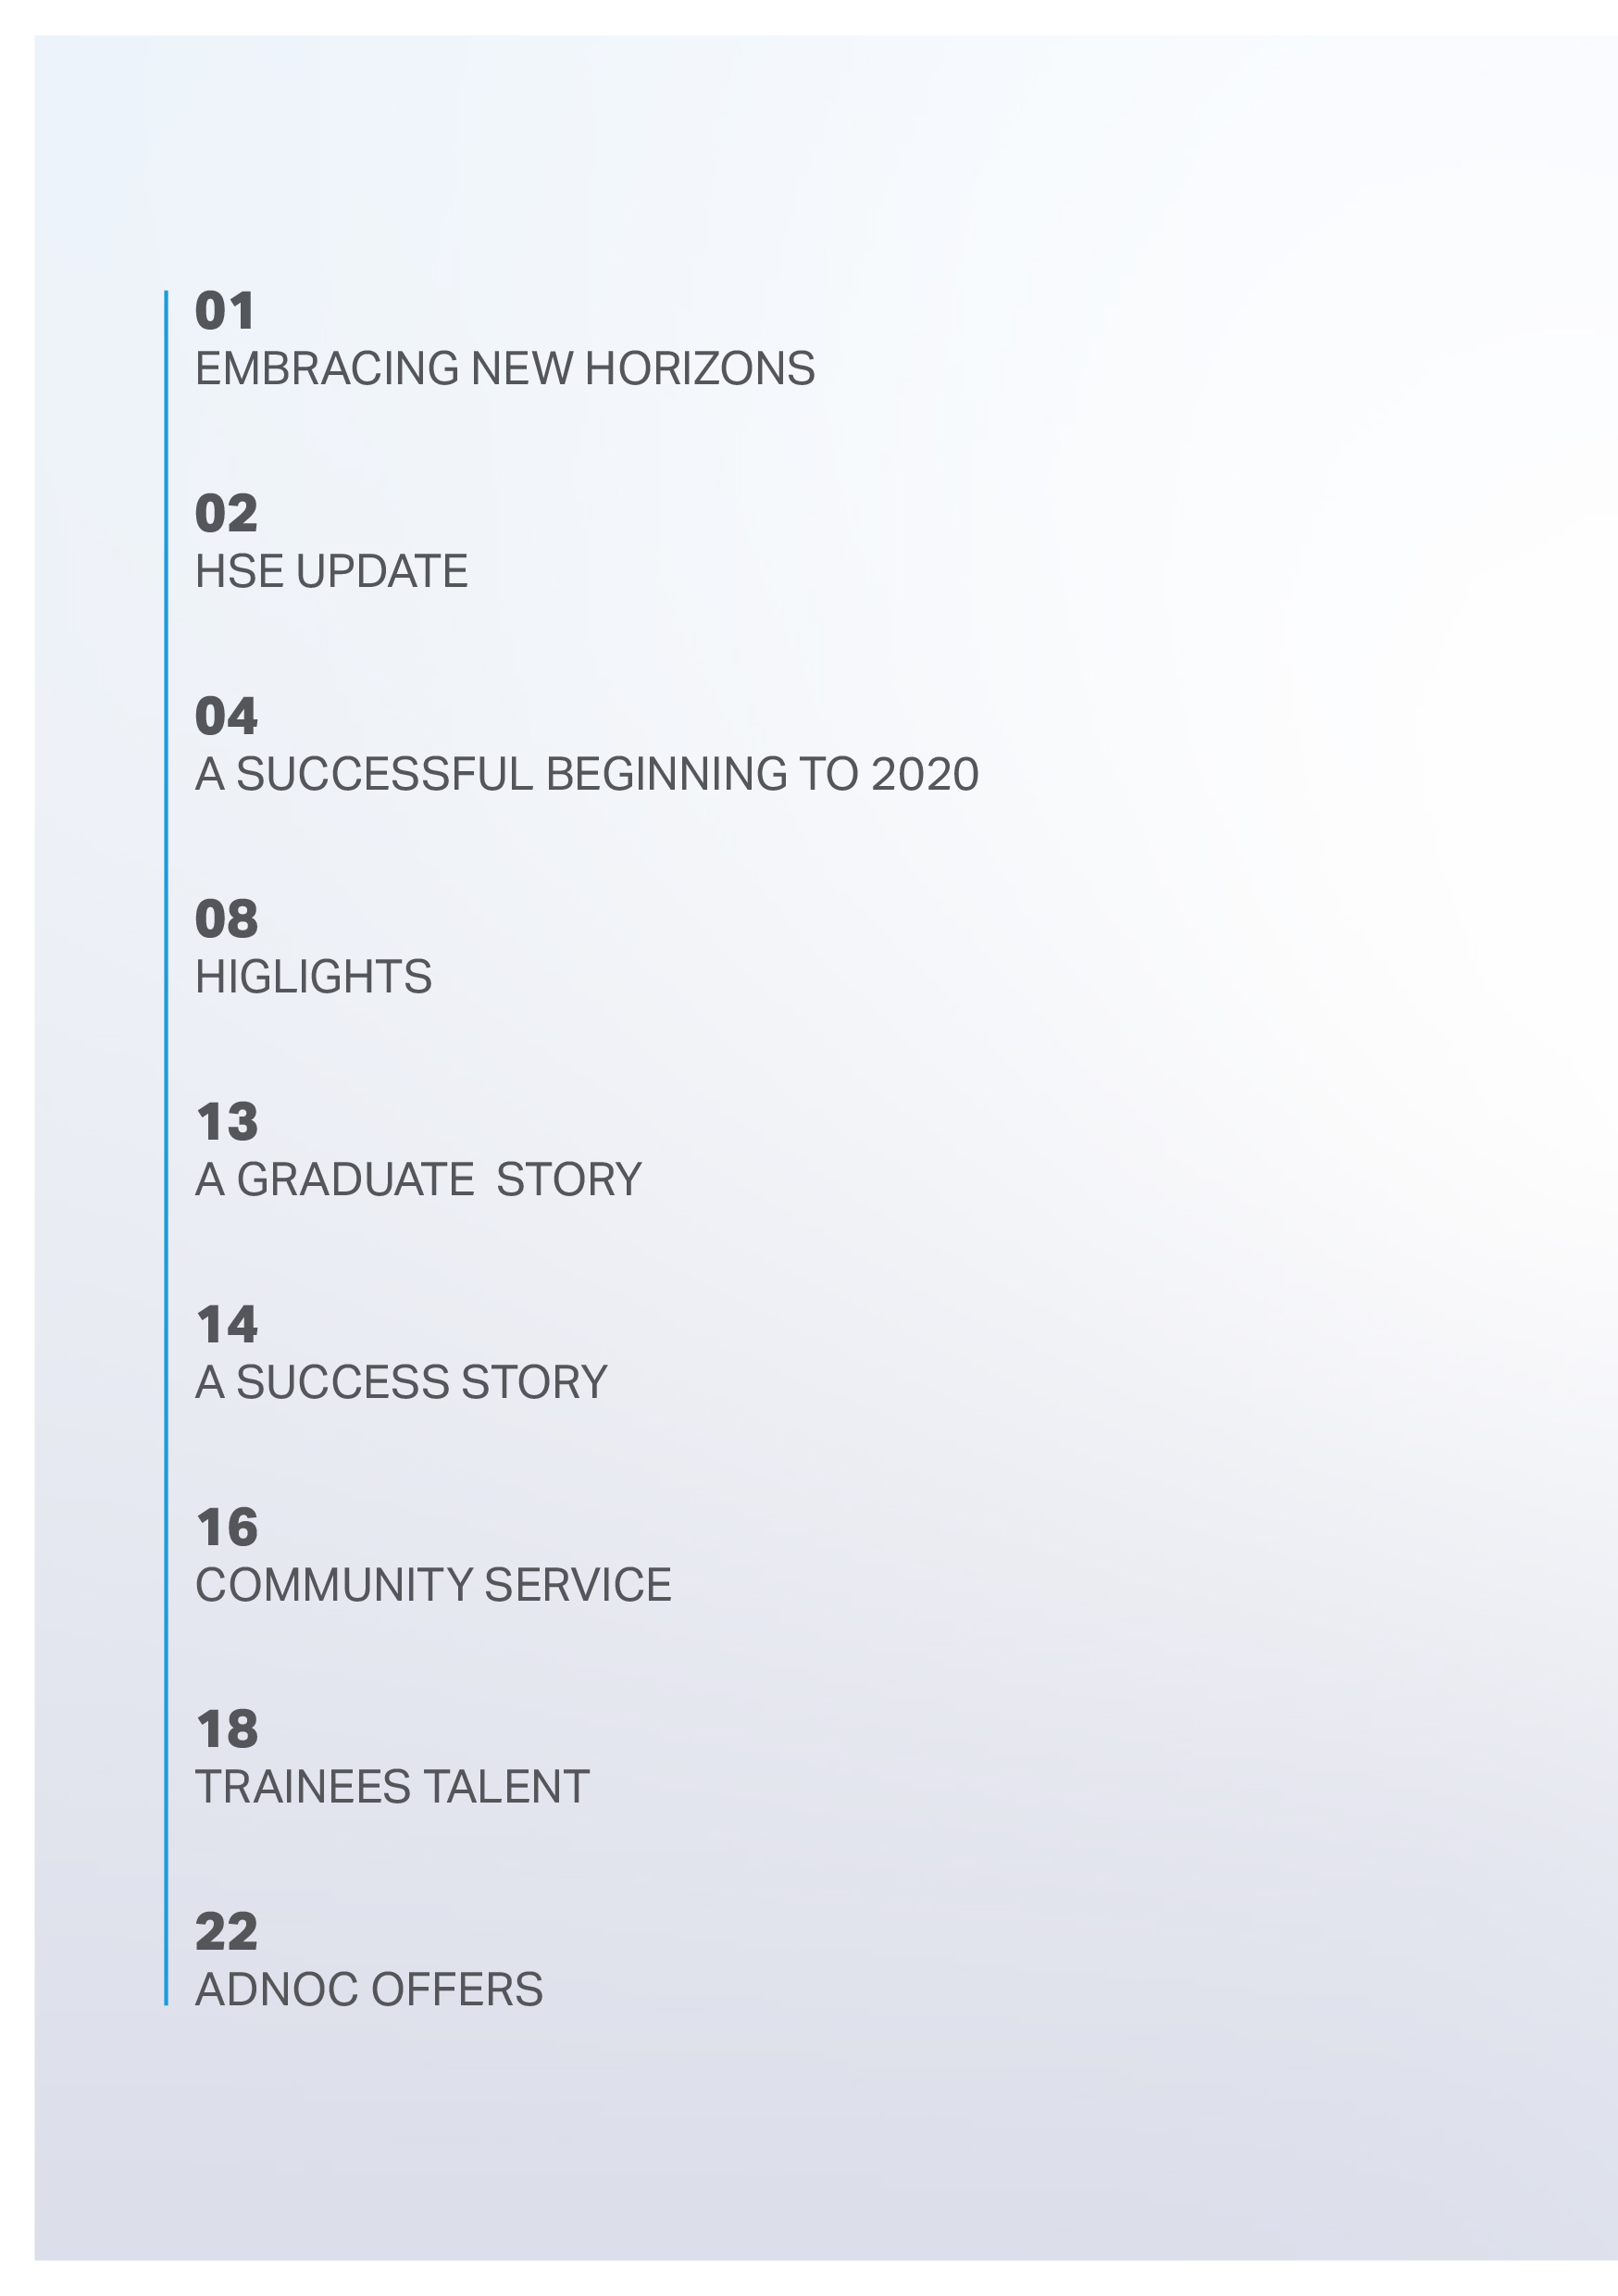 01
EMBRACING NEW HORIZONS
02
HSE UPDATE
04
A SUCCESSFUL BEGINNING TO 2020
08
HIGLIGHTS
13
A GRADUATE  STORY
14
A SUCCESS STORY
16
COMMUNITY SERVICE
18
TRAINEES TALENT
22
ADNOC OFFERS